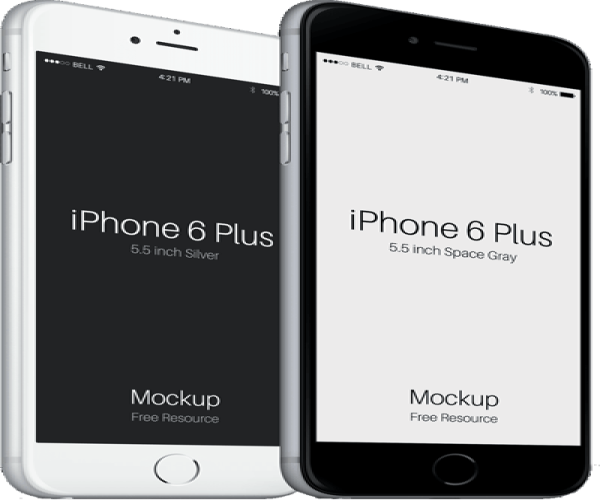 BELL
4:21 PM
100%
iPhone 6 Plus
5.5 inch Silver
Mockup
Free Resource
BELL
4:21 PM
100%
iPhone 6 Plus
5.5 inch Space Gray
Mockup
Free Resource